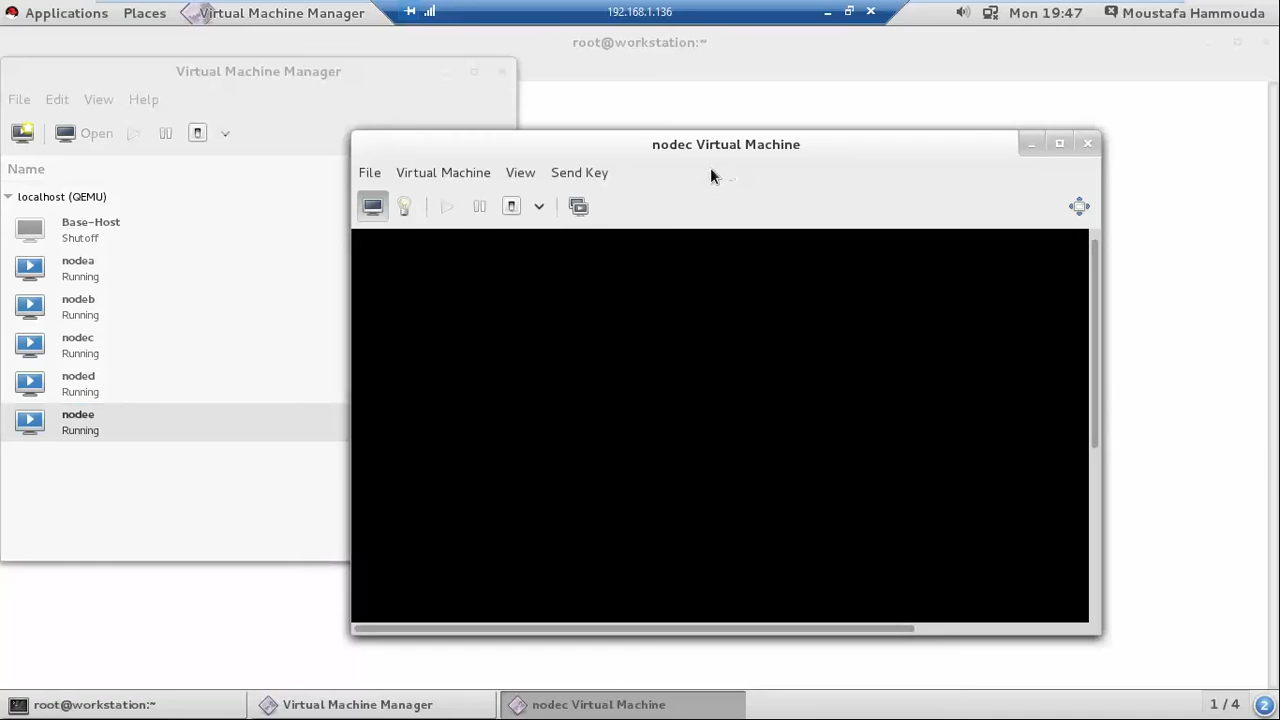 Applications Places Virtual Machine Manager 192.168.1.136 Mon 19:47 Moustafa Hammouda
root@workstation:~
Virtual Machine Manager
File Edit View Help
Open
Name
localhost (QEMU)
Base-Host
Shutoff
nodea
Running
nodeb
Running
nodec
Running
noded
Running
nodee
Running
nodec Virtual Machine
File Virtual Machine View Send Key
root@workstation:~ Virtual Machine Manager nodec Virtual Machine 1 / 4 2